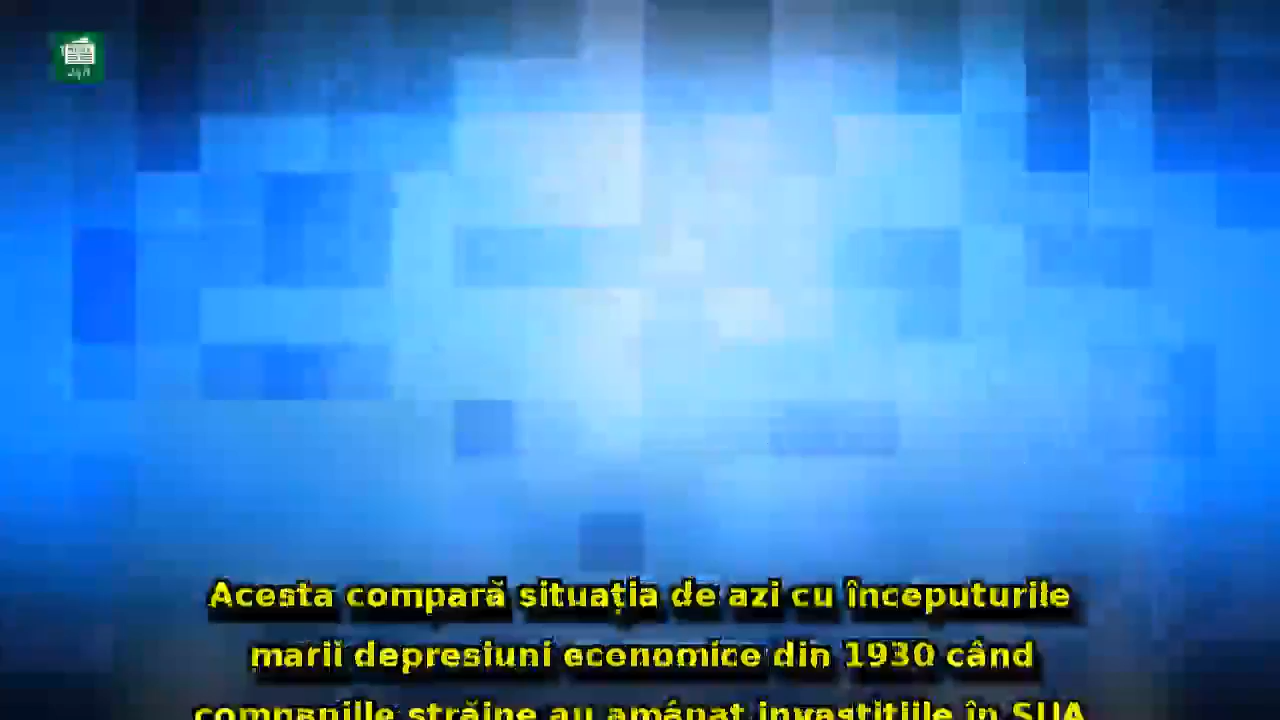 Acesta compară situația de azi cu începuturile
marii depresiuni economice din 1930 când
companiile străine au amânat investițiile în SUA